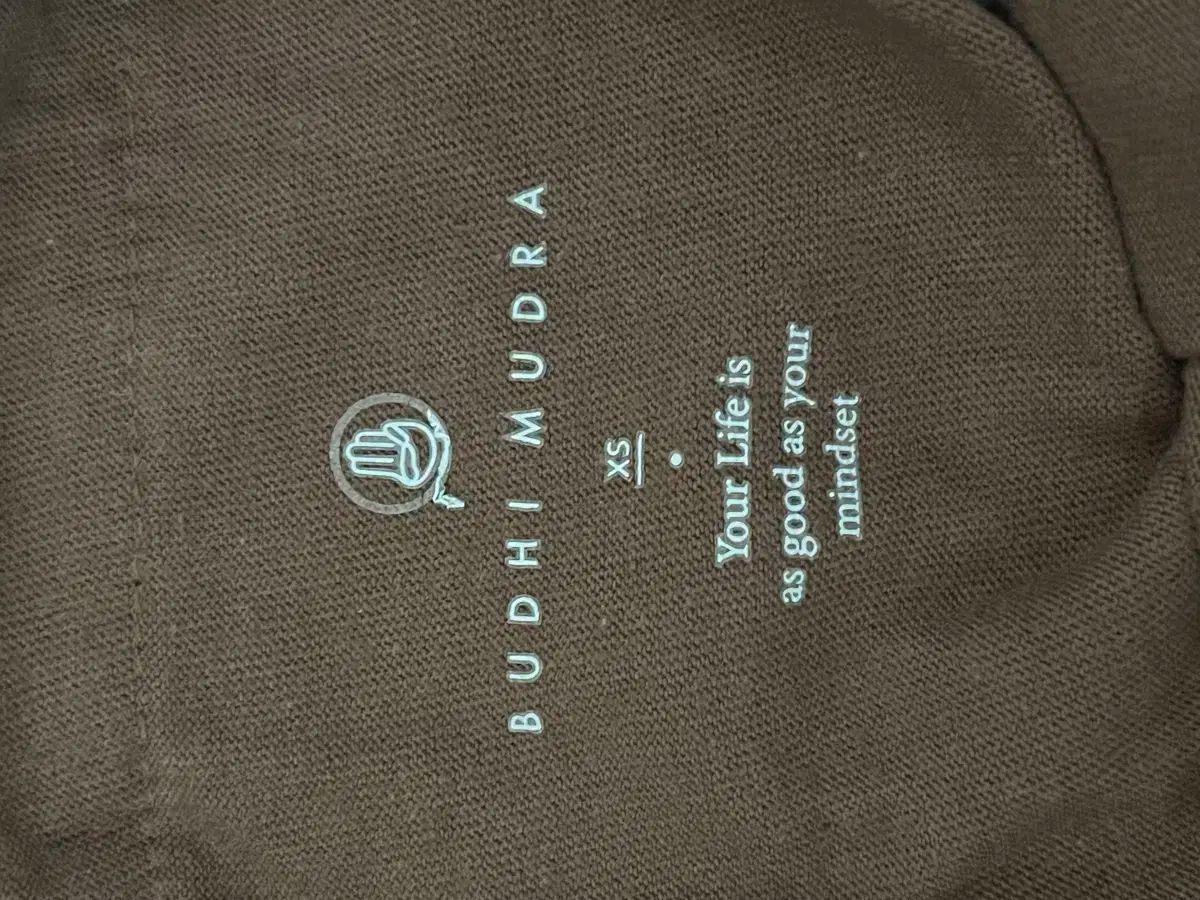 BUDHI MUDRA
XS
Your Life is
as good as your
mindset